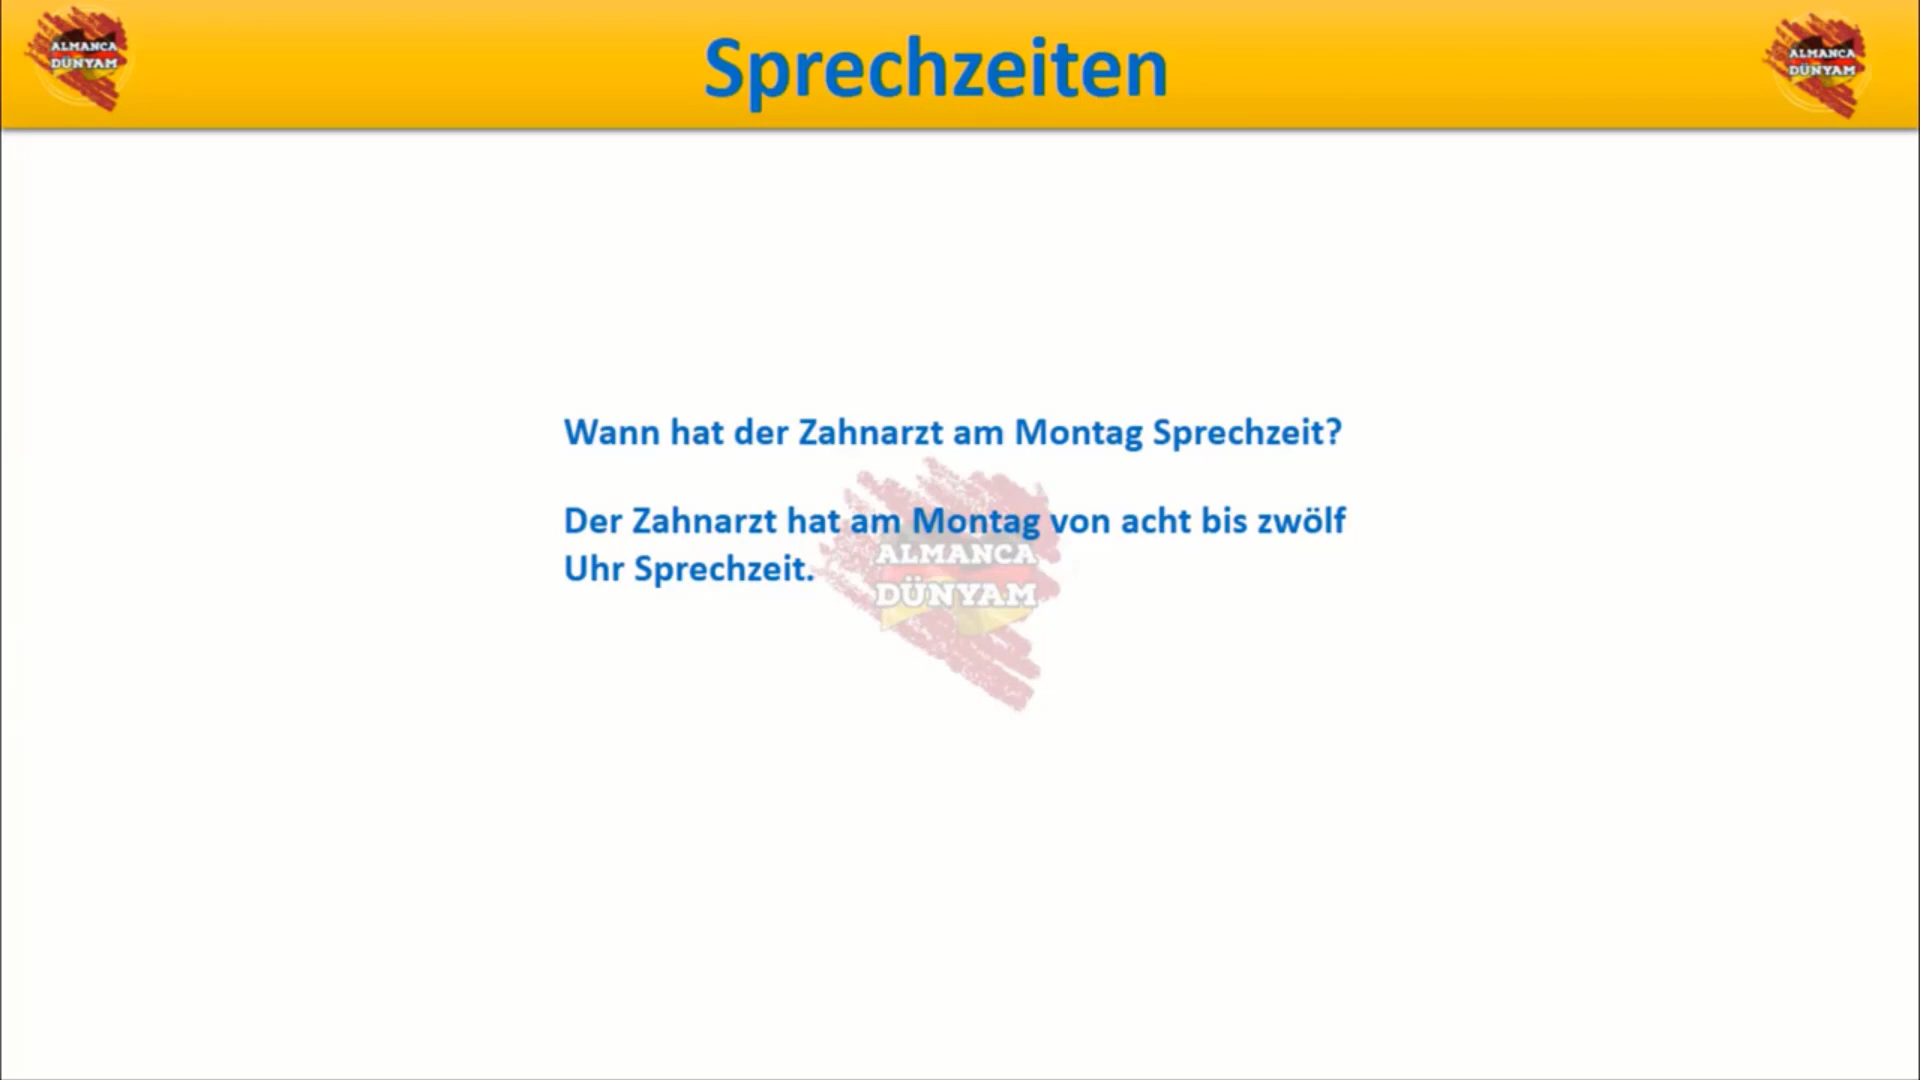 ALMANCA
DÜNYAM
Sprechzeiten
ALMANCA
DÜNYAM
Wann hat der Zahnarzt am Montag Sprechzeit?
Der Zahnarzt hat am Montag von acht bis zwölf
Uhr Sprechzeit.
ALMANCA
DÜNYAM